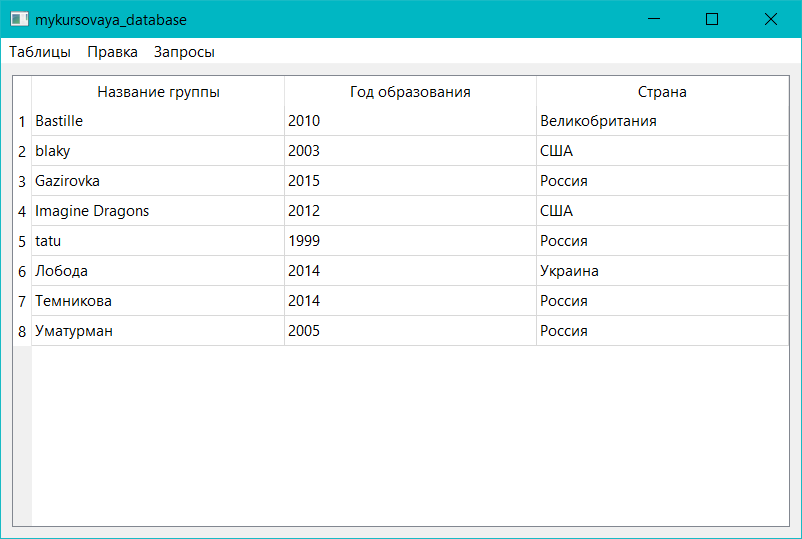 mykursovaya_database
Таблицы Правка Запросы
Название группы Год образования Страна
1 Bastille 2010 Великобритания
2 blaky 2003 США
3 Gazirovka 2015 Россия
4 Imagine Dragons 2012 США
5 tatu 1999 Россия
6 Лобода 2014 Украина
7 Темникова 2014 Россия
8 Уматурман 2005 Россия